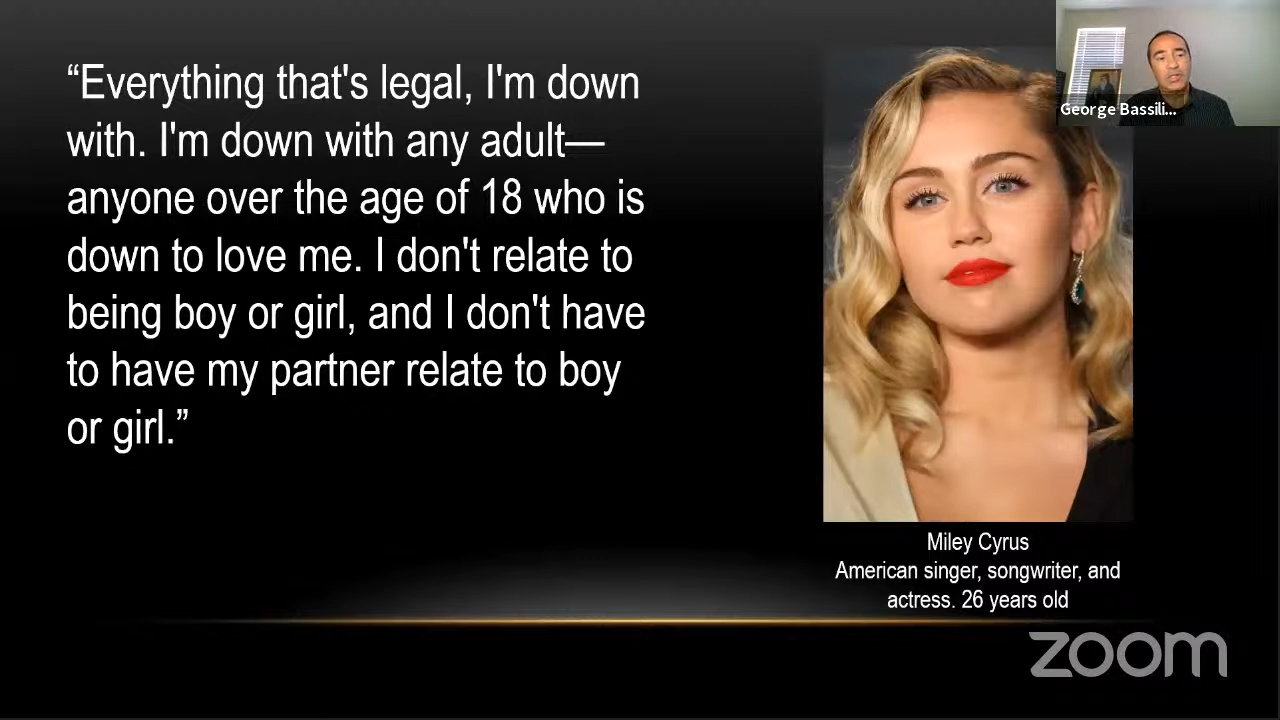 “Everything that's legal, I'm down
with. I'm down with any adult—
anyone over the age of 18 who is
down to love me. I don't relate to
being boy or girl, and I don't have
to have my partner relate to boy
or girl.”
George Bassili...
Miley Cyrus
American singer, songwriter, and
actress. 26 years old
zoom